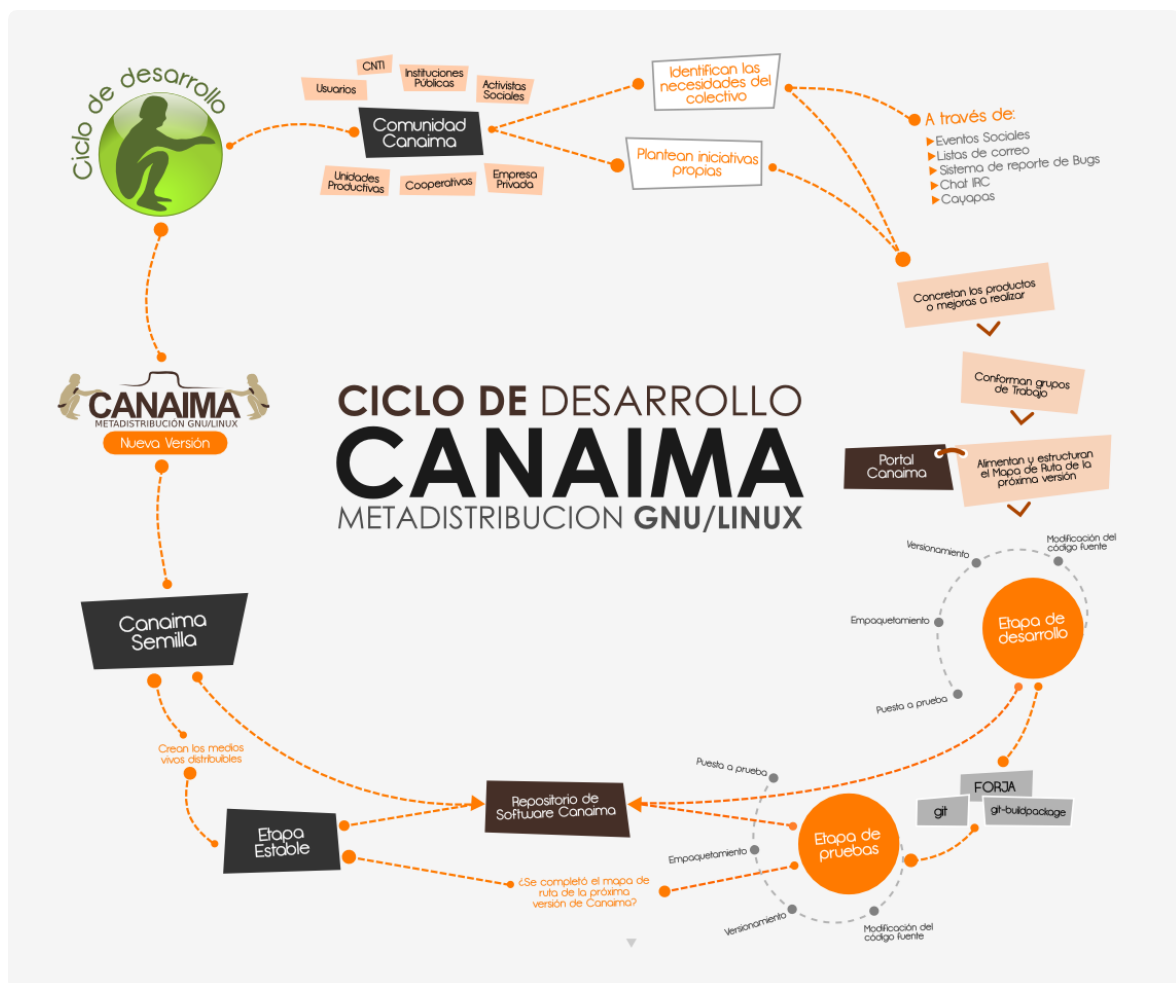 Ciclo de desarrollo
CNTI
Usuarios
Instituciones
Públicas
Activistas
Sociales
Comunidad
Canaima
Unidades
Productivas
Cooperativas
Empresa
Privada
Identifican las
necesidades del
colectivo
Plantean iniciativas
propias
A través de:
Eventos Sociales
Listas de correo
Sistema de reporte de Bugs
Chat IRC
Cayapas
Concretan los productos
o mejoras a realizar
Conforman grupos
de Trabajo
Portal
Canaima
Alimentan y estructuran
el Mapa de Ruta de la
próxima versión
CANAIMA
METADISTRIBUCIÓN GNU/LINUX
Nueva Versión
CICLO DE DESARROLLO
CANAIMA
METADISTRIBUCION GNU/LINUX
Modificación del
código fuente
Versionamiento
Empaquetamiento
Puesta a prueba
Etapa de
desarrollo
Canaima
Semilla
Crean los medios
vivos distribuibles
Etapa
Estable
Repositorio de
Software Canaima
FORJA
git
git-buildpackage
Puesta a prueba
Empaquetamiento
Versionamiento
Modificación del
código fuente
Etapa de
pruebas
¿Se completó el mapa de
ruta de la próxima
versión de Canaima?